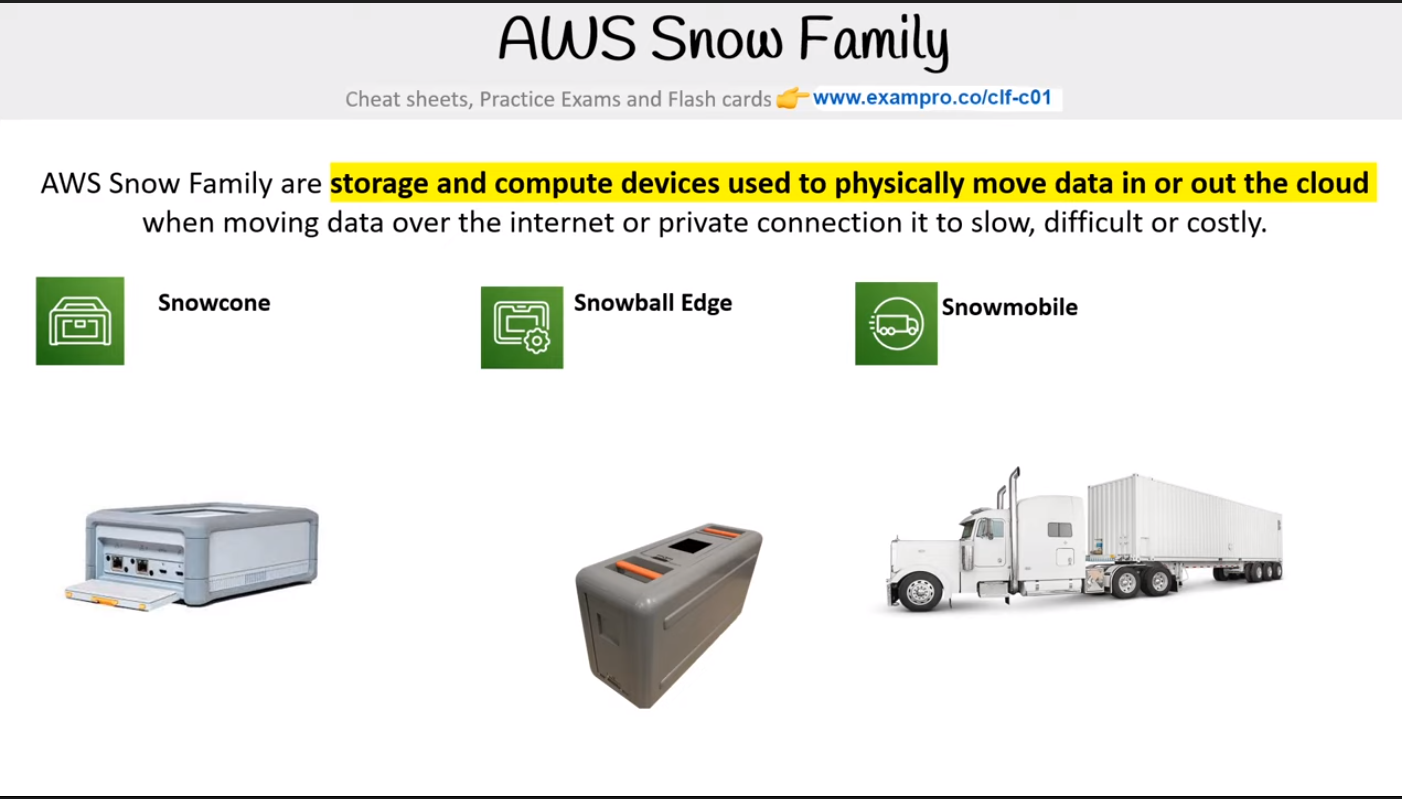 AWS Snow Family
Cheat sheets, Practice Exams and Flash cards 👉 www.exampro.co/clf-c01
AWS Snow Family are storage and compute devices used to physically move data in or out the cloud
when moving data over the internet or private connection it to slow, difficult or costly.
Snowcone
Snowball Edge
Snowmobile